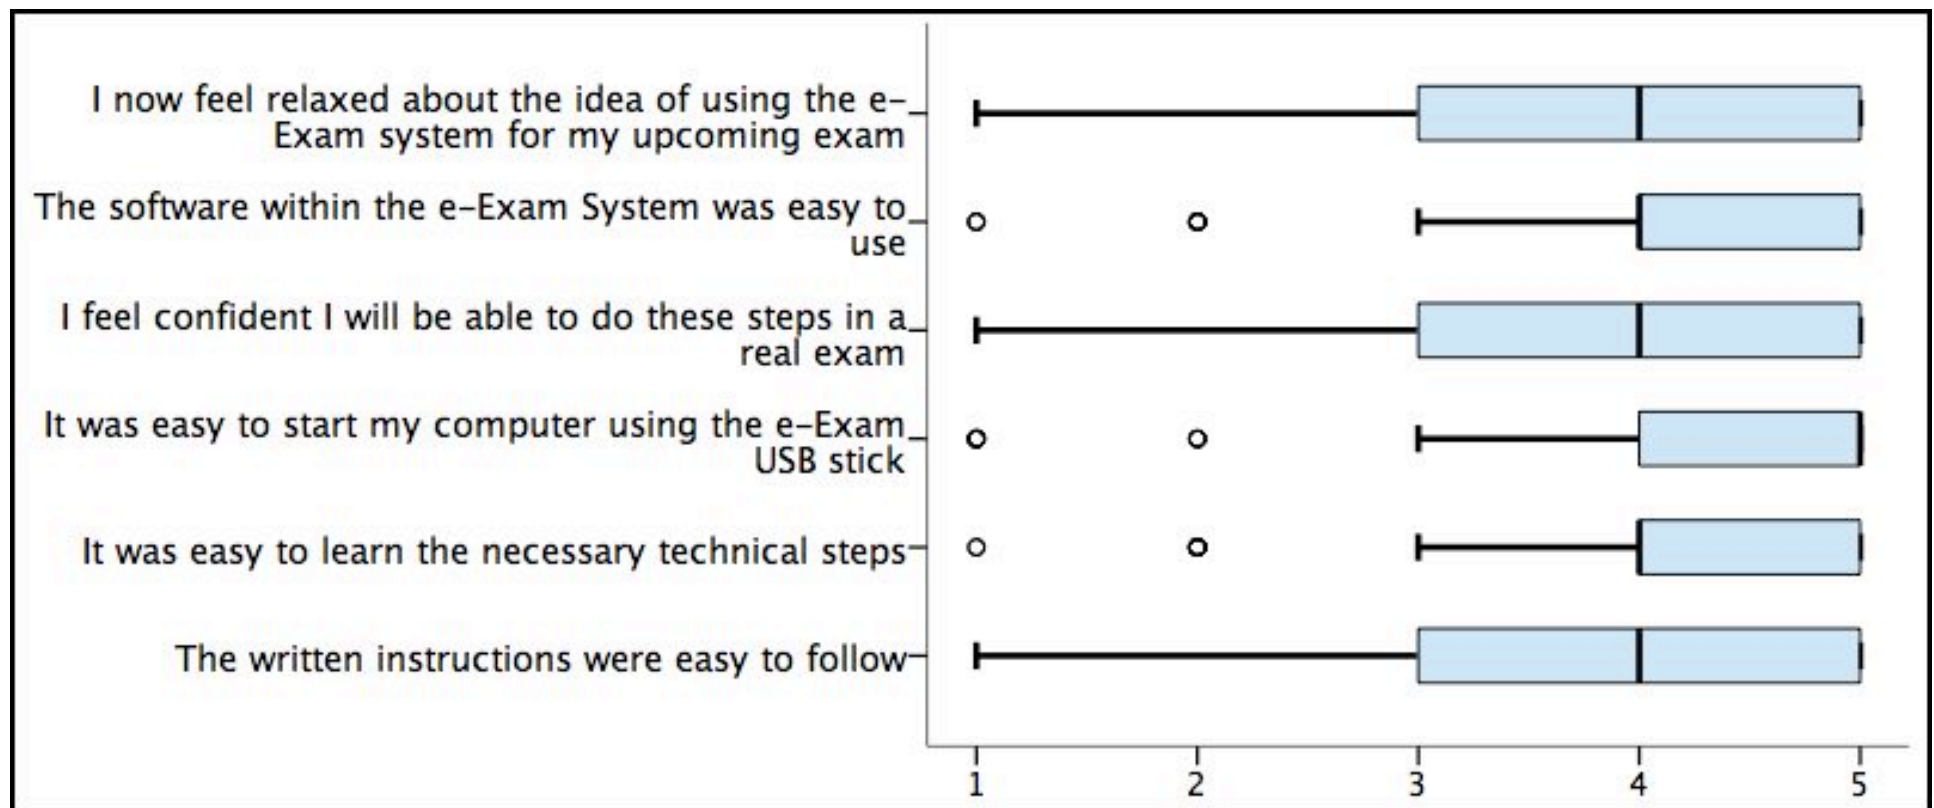 I now feel relaxed about the idea of using the e-
Exam system for my upcoming exam
The software within the e-Exam System was easy to
use
I feel confident I will be able to do these steps in a
real exam
It was easy to start my computer using the e-Exam
USB stick
It was easy to learn the necessary technical steps
The written instructions were easy to follow
1 2 3 4 5